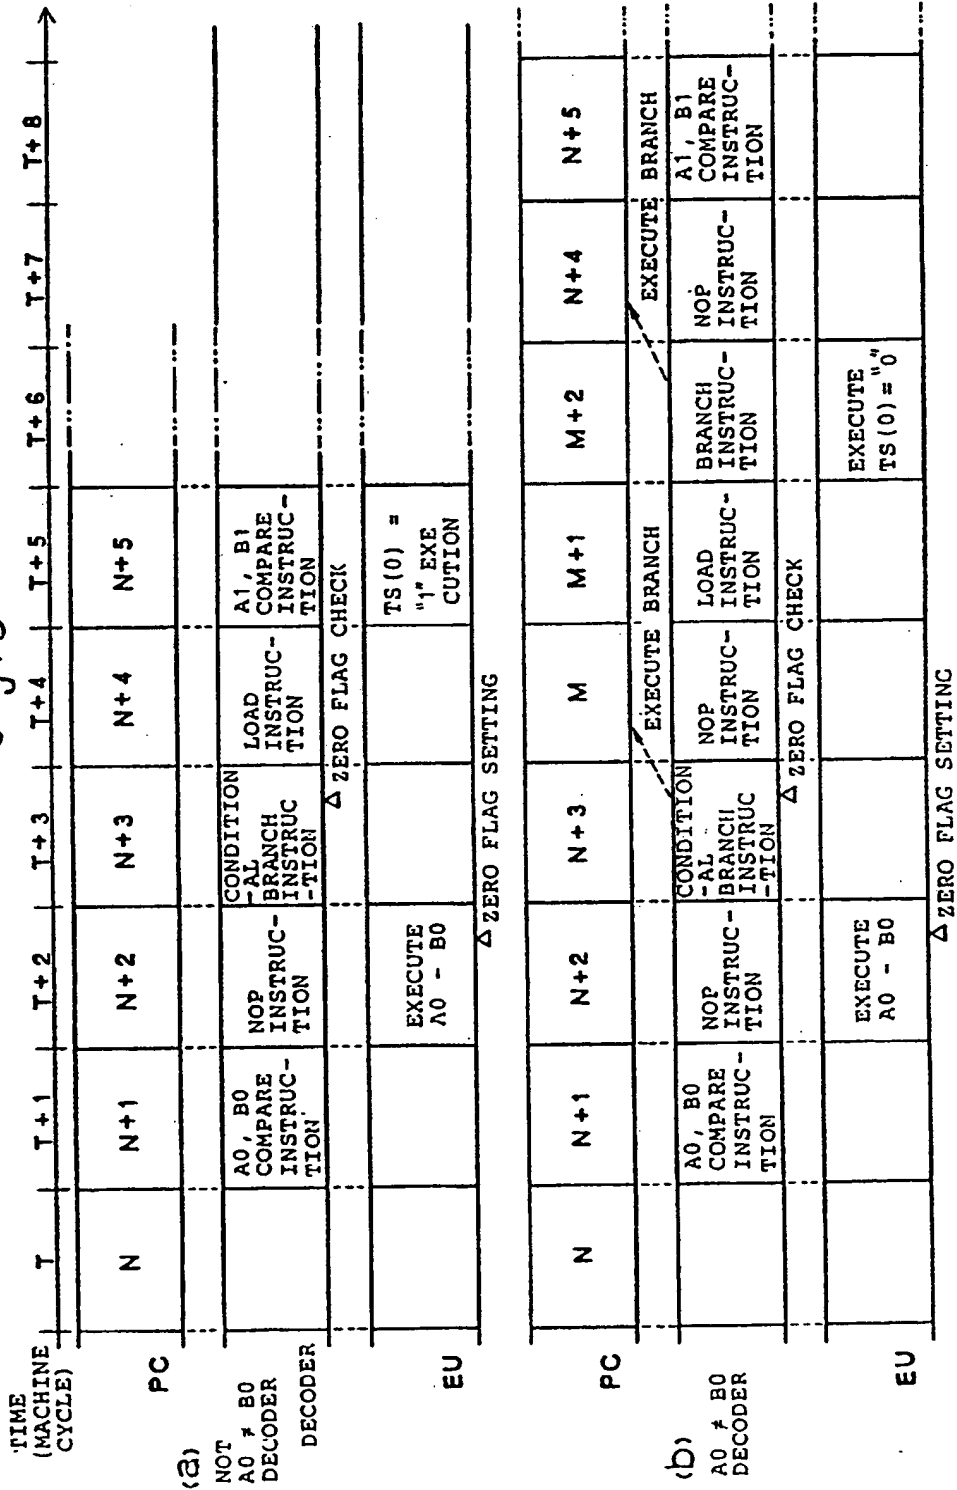 TIME
(MACHINE
CYCLE)
T
T+1
T+2
T+3
T+4
T+5
T+6
T+7
T+8
(a)
PC
N
N+1
N+2
N+3
N+4
N+5
NOT
A0 ≠ B0
DECODER
DECODER
A0, B0
COMPARE
INSTRUC-
TION
NOP
INSTRUC-
TION
CONDITION
-AL
BRANCH
INSTRUC
-TION
LOAD
INSTRUC-
TION
A1, B1
COMPARE
INSTRUC-
TION
Δ ZERO FLAG CHECK
EU
EXECUTE
A0 - B0
TS(0) =
"1" EXE
CUTION
Δ ZERO FLAG SETTING
(b)
PC
N
N+1
N+2
N+3
M
M+1
M+2
N+4
N+5
EXECUTE BRANCH
EXECUTE BRANCH
A0 ≠ B0
DECODER
A0, B0
COMPARE
INSTRUC-
TION
NOP
INSTRUC-
TION
CONDITION
-AL
BRANCH
INSTRUC
-TION
NOP
INSTRUC-
TION
LOAD
INSTRUC-
TION
BRANCH
INSTRUC-
TION
NOP
INSTRUC-
TION
A1, B1
COMPARE
INSTRUC-
TION
Δ ZERO FLAG CHECK
EU
EXECUTE
A0 - B0
EXECUTE
TS(0)="0"
Δ ZERO FLAG SETTING